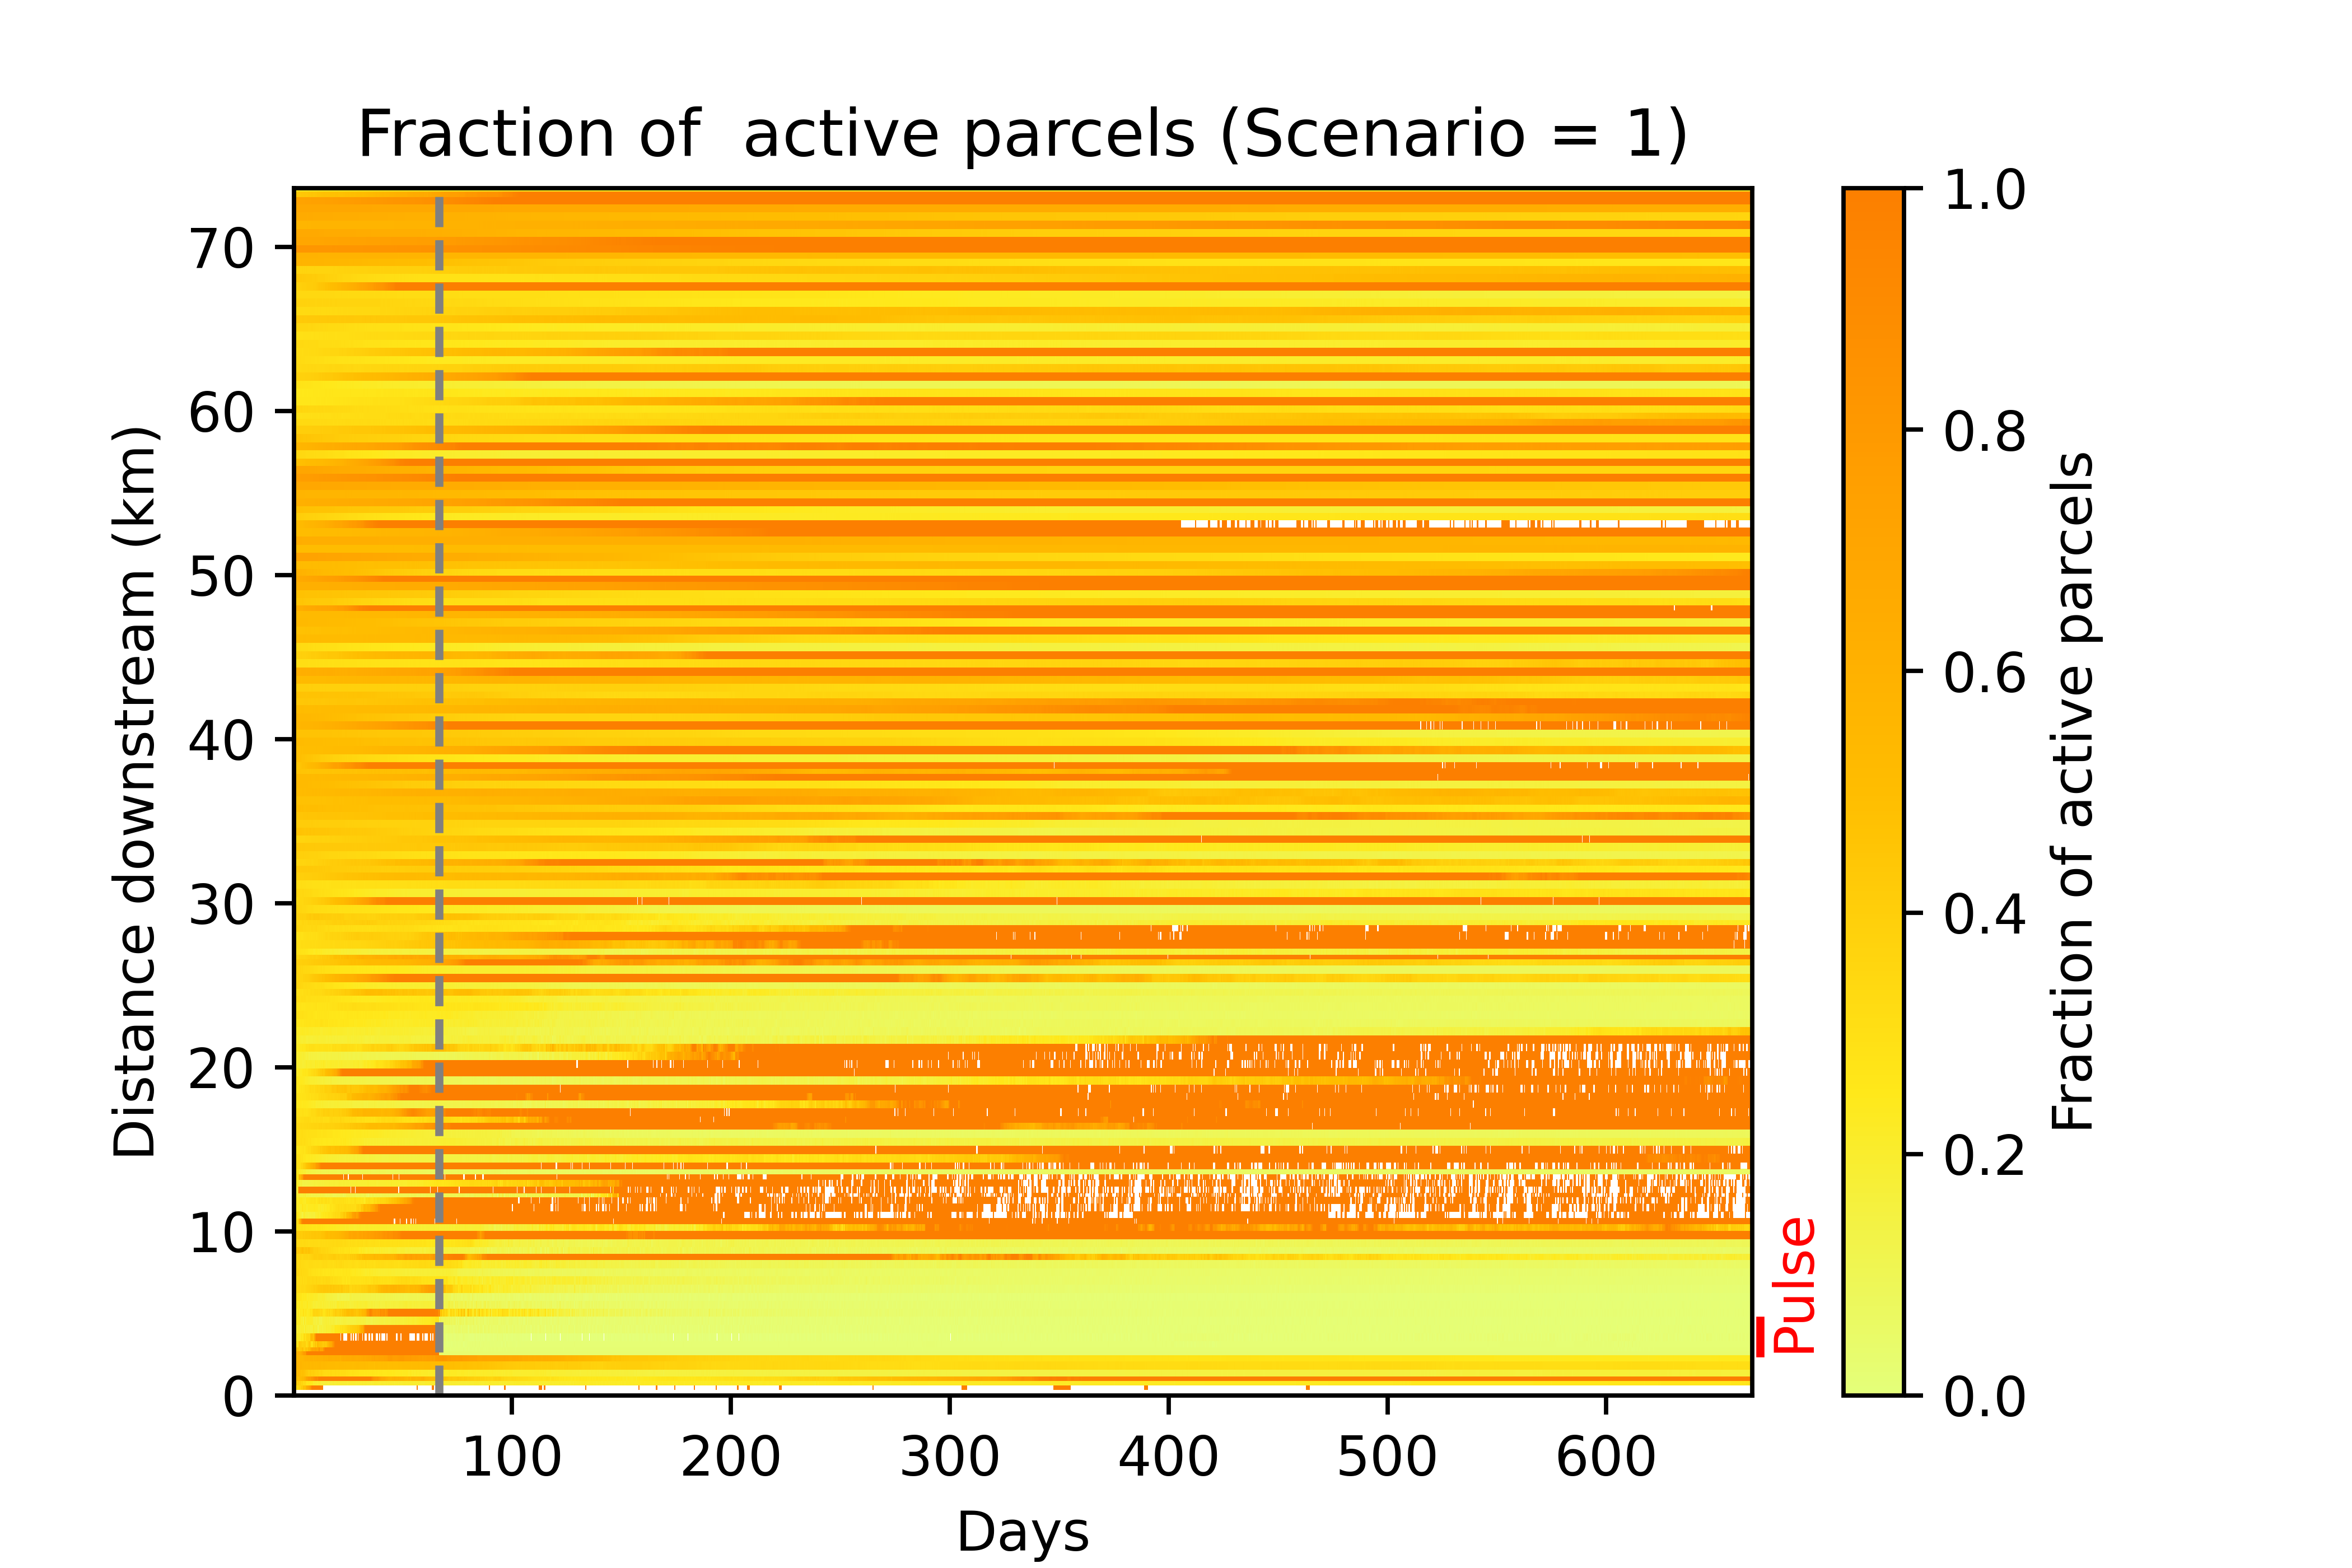 Fraction of  active parcels (Scenario = 1)
Distance downstream (km)
70
60
50
40
30
20
10
0
100 200 300 400 500 600
Days
Pulse
1.0
0.8
0.6
0.4
0.2
0.0
Fraction of active parcels